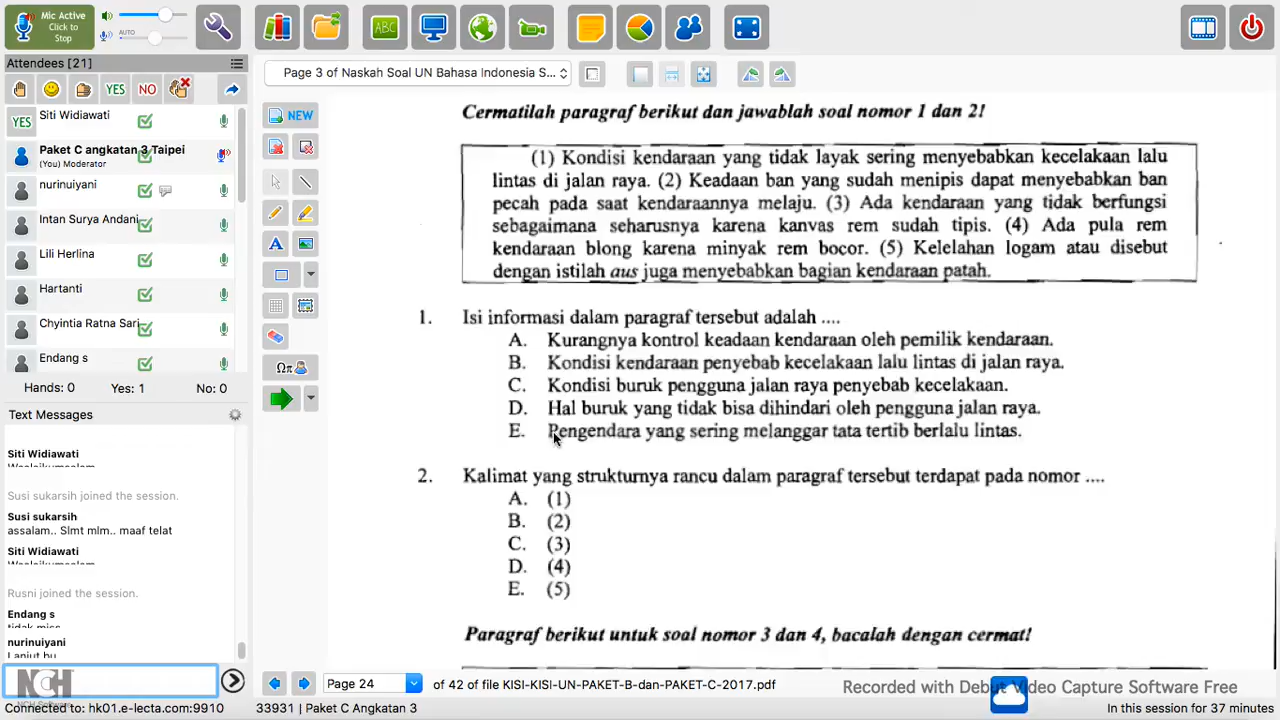 Mic Active
Click to
Stop
AUTO
ABC
Attendees [21]
YES
NO
Page 3 of Naskah Soal UN Bahasa Indonesia S...
YES
Siti Widiawati
Paket C angkatan 3 Taipei
(You) Moderator
nurinuiyani
Intan Surya Andani
Lili Herlina
Hartanti
Chyintia Ratna Sari
Endang s
Hands: 0
Yes: 1
No: 0
Text Messages
Siti Widiawati
Susi sukarsih joined the session.
Susi sukarsih
assalam.. Slmt mlm.. maaf telat
Siti Widiawati
Rusni joined the session.
Endang s
tidak miss
nurinuiyani
Lanjut bu
NCH
NEW
A
Ωπ
Cermatilah paragraf berikut dan jawablah soal nomor 1 dan 2!
(1) Kondisi kendaraan yang tidak layak sering menyebabkan kecelakaan lalu
lintas di jalan raya. (2) Keadaan ban yang sudah menipis dapat menyebabkan ban
pecah pada saat kendaraannya melaju. (3) Ada kendaraan yang tidak berfungsi
sebagaimana seharusnya karena kanvas rem sudah tipis. (4) Ada pula rem
kendaraan blong karena minyak rem bocor. (5) Kelelahan logam atau disebut
dengan istilah aus juga menyebabkan bagian kendaraan patah.
1. Isi informasi dalam paragraf tersebut adalah ....
A. Kurangnya kontrol keadaan kendaraan oleh pemilik kendaraan.
B. Kondisi kendaraan penyebab kecelakaan lalu lintas di jalan raya.
C. Kondisi buruk pengguna jalan raya penyebab kecelakaan.
D. Hal buruk yang tidak bisa dihindari oleh pengguna jalan raya.
E. Pengendara yang sering melanggar tata tertib berlalu lintas.
2. Kalimat yang strukturnya rancu dalam paragraf tersebut terdapat pada nomor ....
A. (1)
B. (2)
C. (3)
D. (4)
E. (5)
Paragraf berikut untuk soal nomor 3 dan 4, bacalah dengan cermat!
Page 24
of 42 of file KISI-KISI-UN-PAKET-B-dan-PAKET-C-2017.pdf
Recorded with Debut Video Capture Software Free
Connected to: hk01.e-lecta.com:9910
33931 | Paket C Angkatan 3
In this session for 37 minutes